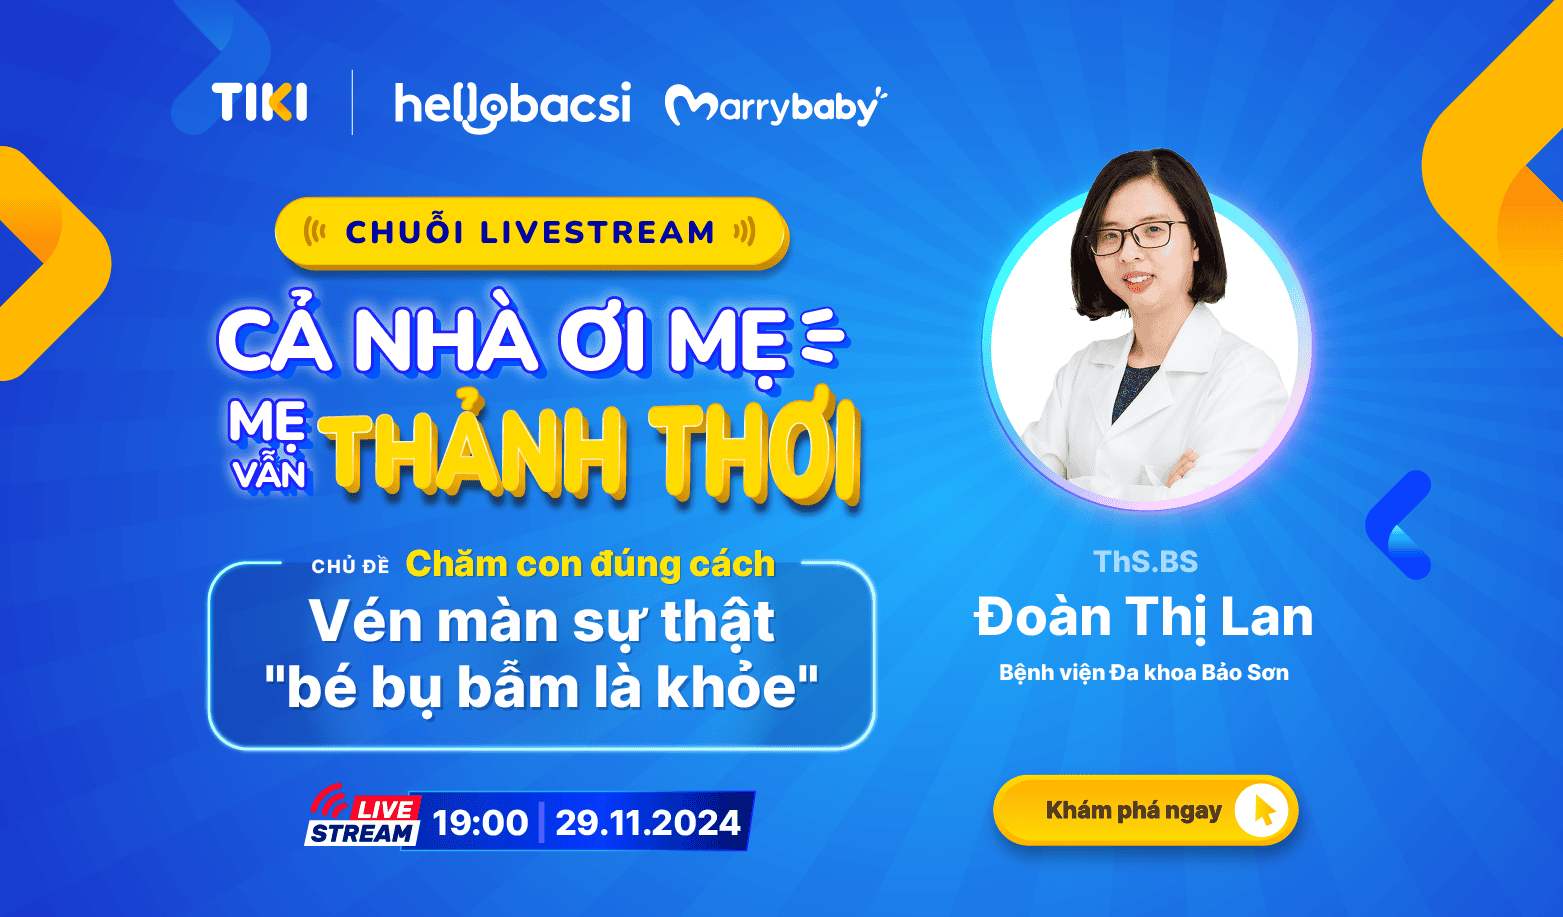 TIKI
hellobacsi
Marrybaby
CHUỖI LIVESTREAM
CẢ NHÀ ƠI MẸ
MẸ VẪN THẢNH THƠI
CHỦ ĐỀ Chăm con đúng cách
Vén màn sự thật
"bé bụ bẫm là khỏe"
LIVE STREAM 19:00 | 29.11.2024
ThS.BS
Đoàn Thị Lan
Bệnh viện Đa khoa Bảo Sơn
Khám phá ngay